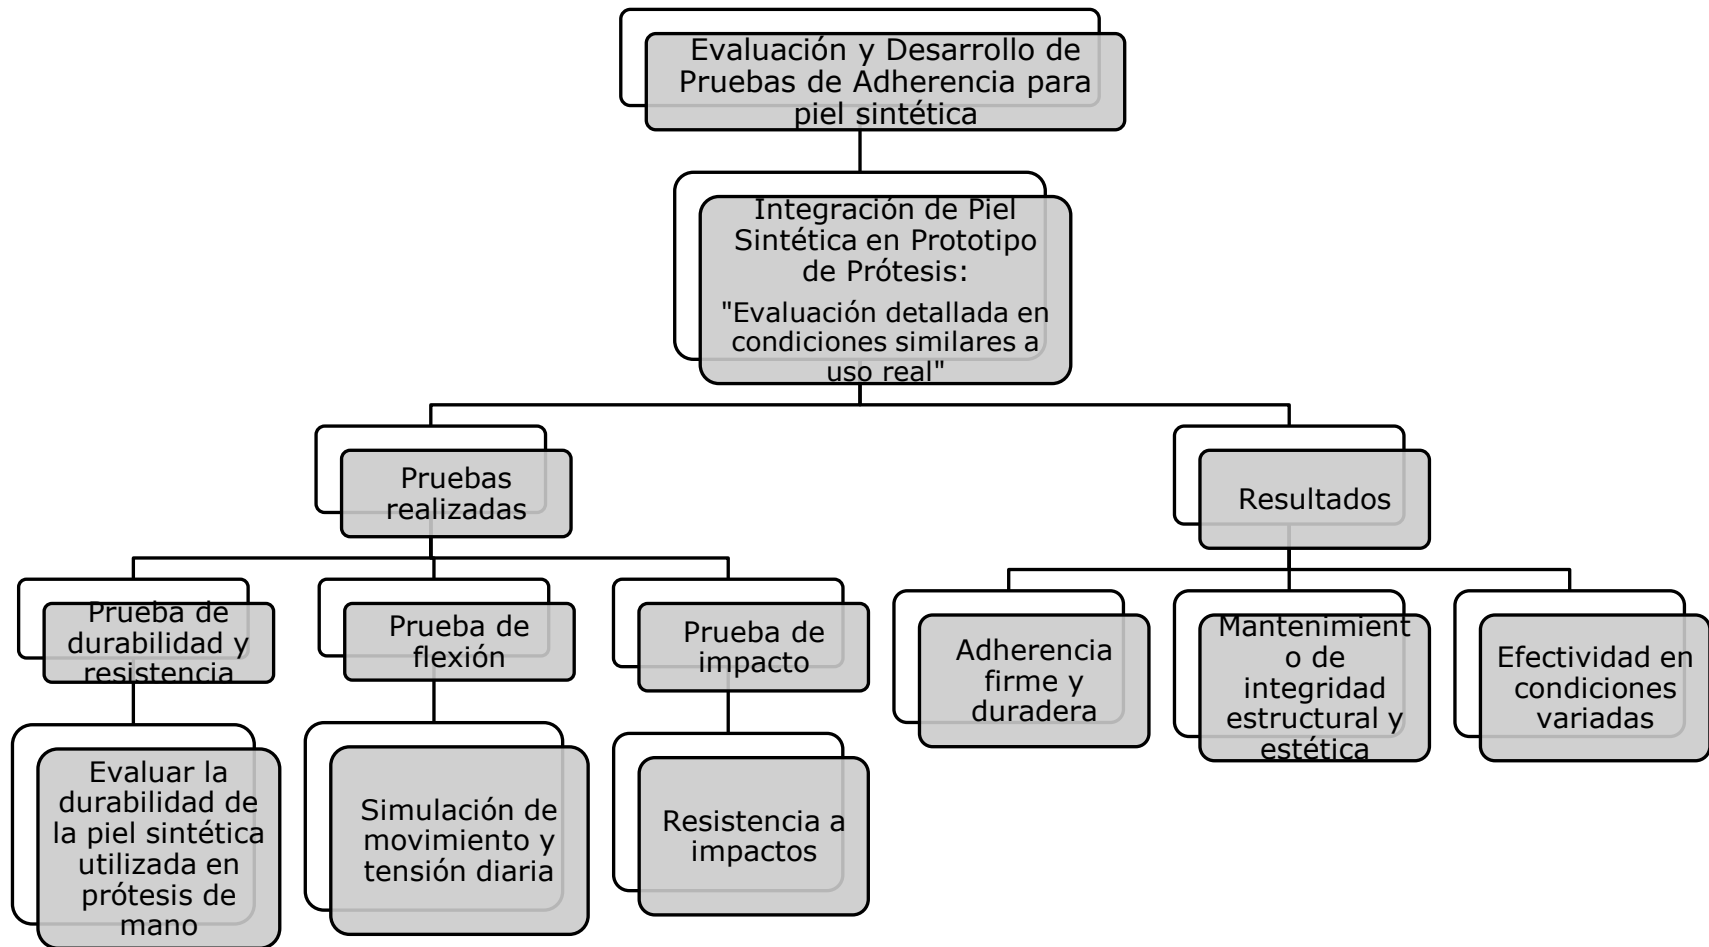 Evaluación y Desarrollo de
Pruebas de Adherencia para
piel sintética
Integración de Piel
Sintética en Prototipo
de Prótesis:
"Evaluación detallada en
condiciones similares a
uso real"
Pruebas
realizadas
Resultados
Prueba de
durabilidad y
resistencia
Prueba de
flexión
Prueba de
impacto
Adherencia
firme y
duradera
Mantenimient
o de
integridad
estructural y
estética
Efectividad en
condiciones
variadas
Evaluar la
durabilidad de
la piel sintética
utilizada en
prótesis de
mano
Simulación de
movimiento y
tensión diaria
Resistencia a
impactos